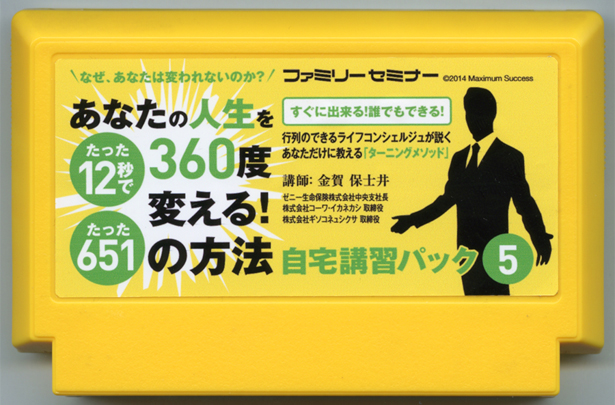 なぜ、あなたは変われないのか?
ファミリーセミナー
©2014 Maximum Success
あなたの人生を
たった
12秒で
360度
変える!
たった
651
の方法
すぐに出来る!誰でもできる!
行列のできるライフコンシェルジュが説く
あなただけに教える「ターニングメソッド」
講師:金賀 保士井
ゼニー生命保険株式会社中央支社長
株式会社コーワ・イカネカシ 取締役
株式会社ギソコネュシクサ 取締役
自宅講習パック
5